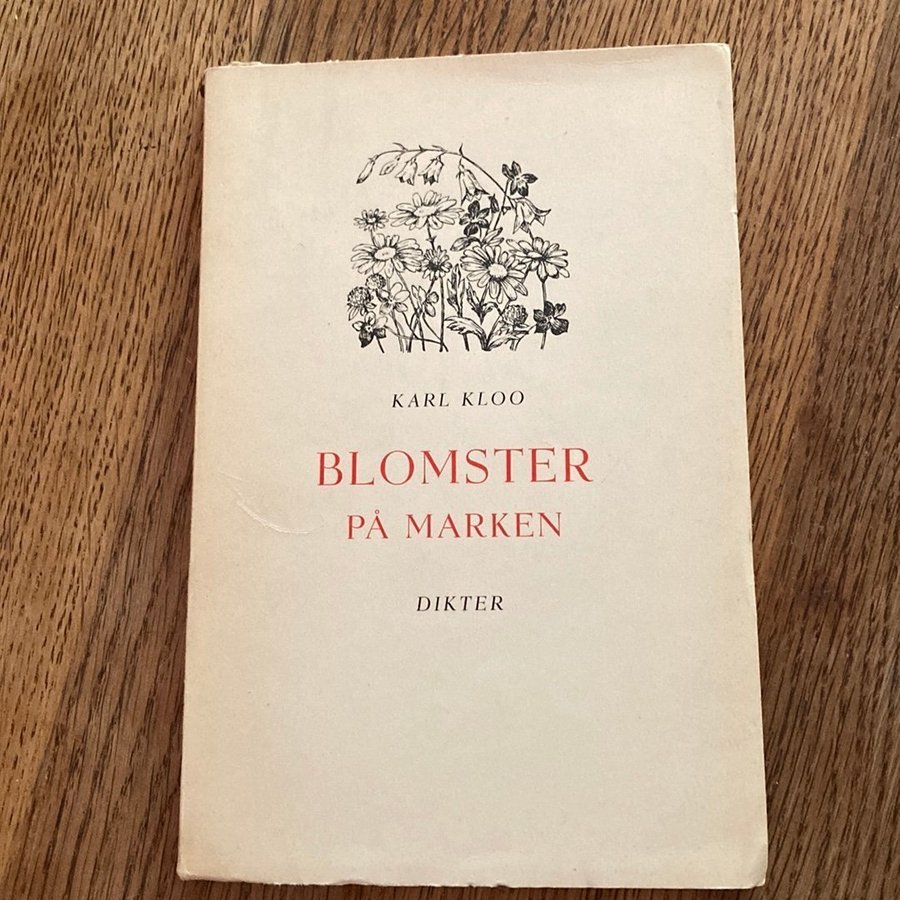 KARL KLOO
BLOMSTER
PÅ MARKEN
DIKTER